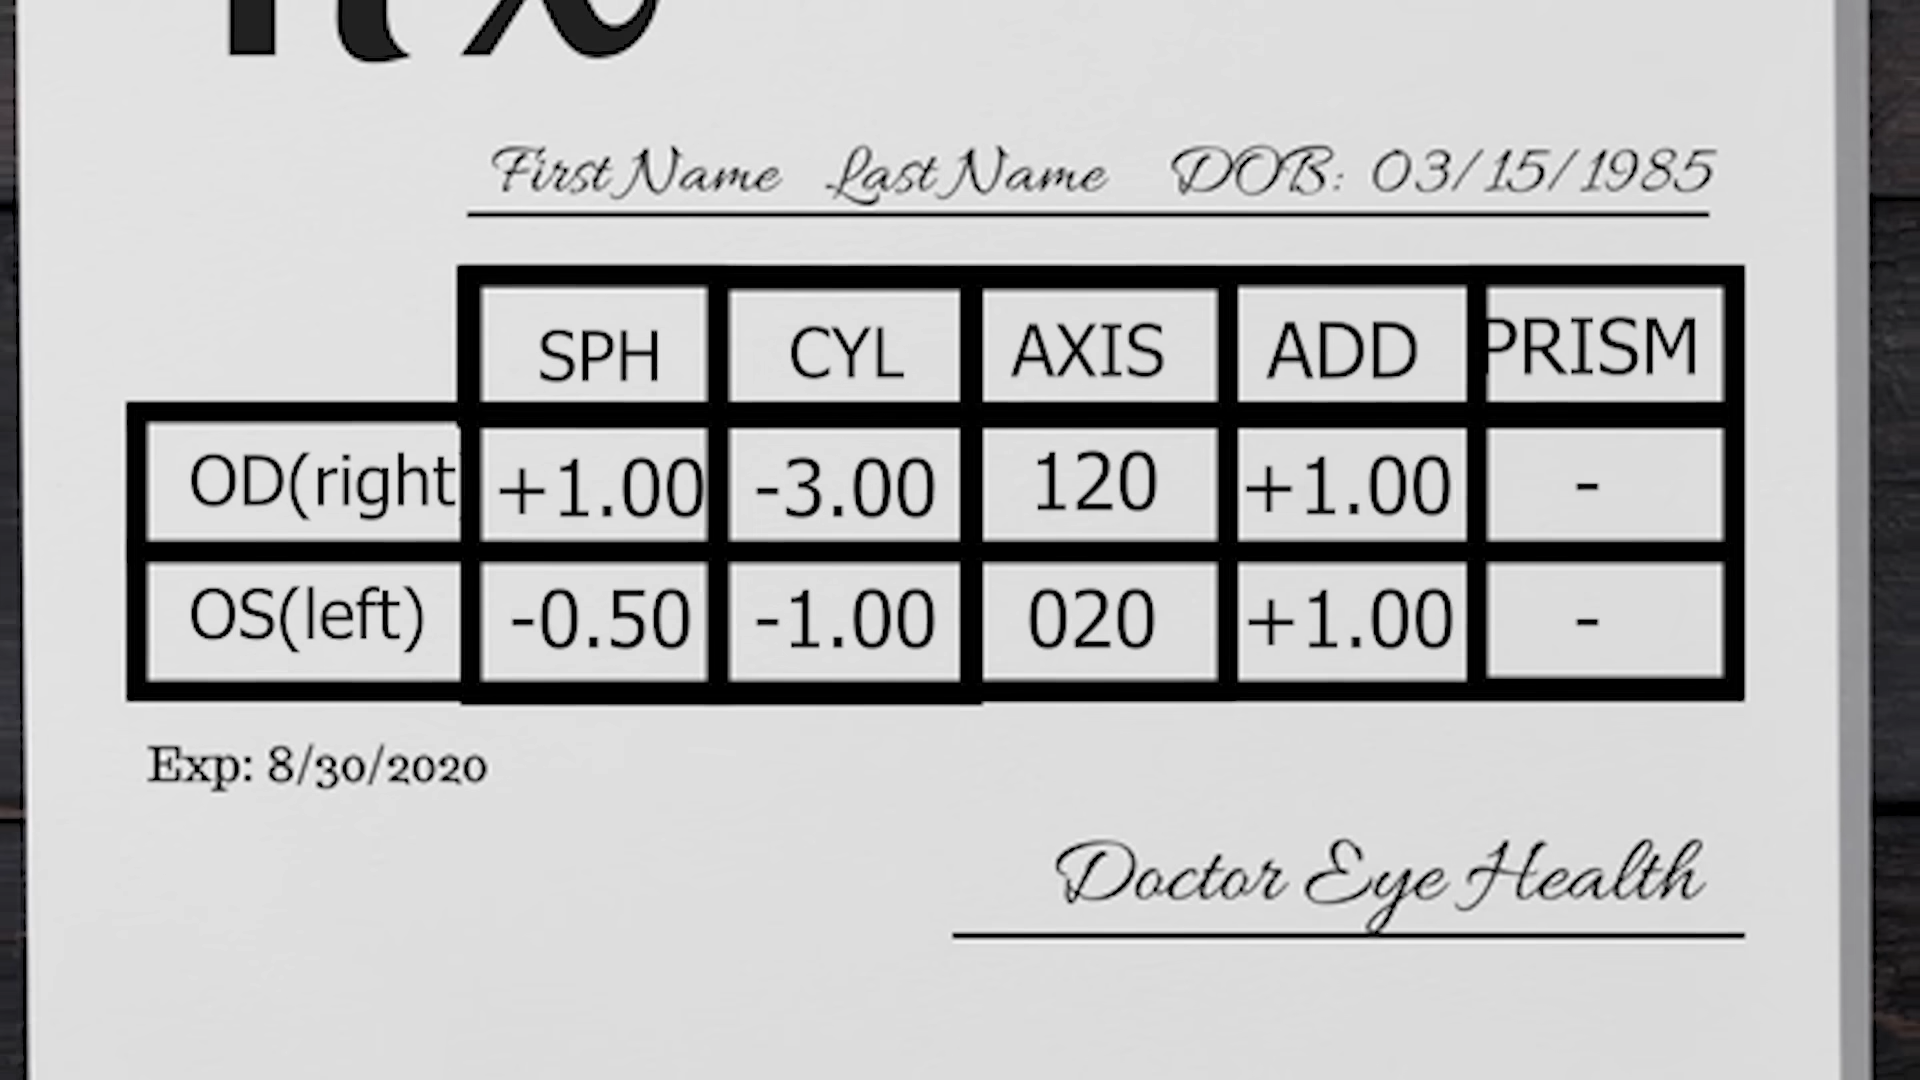 Rx
First Name Last Name DOB: 03/15/1985
SPH CYL AXIS ADD PRISM
OD(right) +1.00 -3.00 120 +1.00 -
OS(left) -0.50 -1.00 020 +1.00 -
Exp: 8/30/2020
Doctor Eye Health